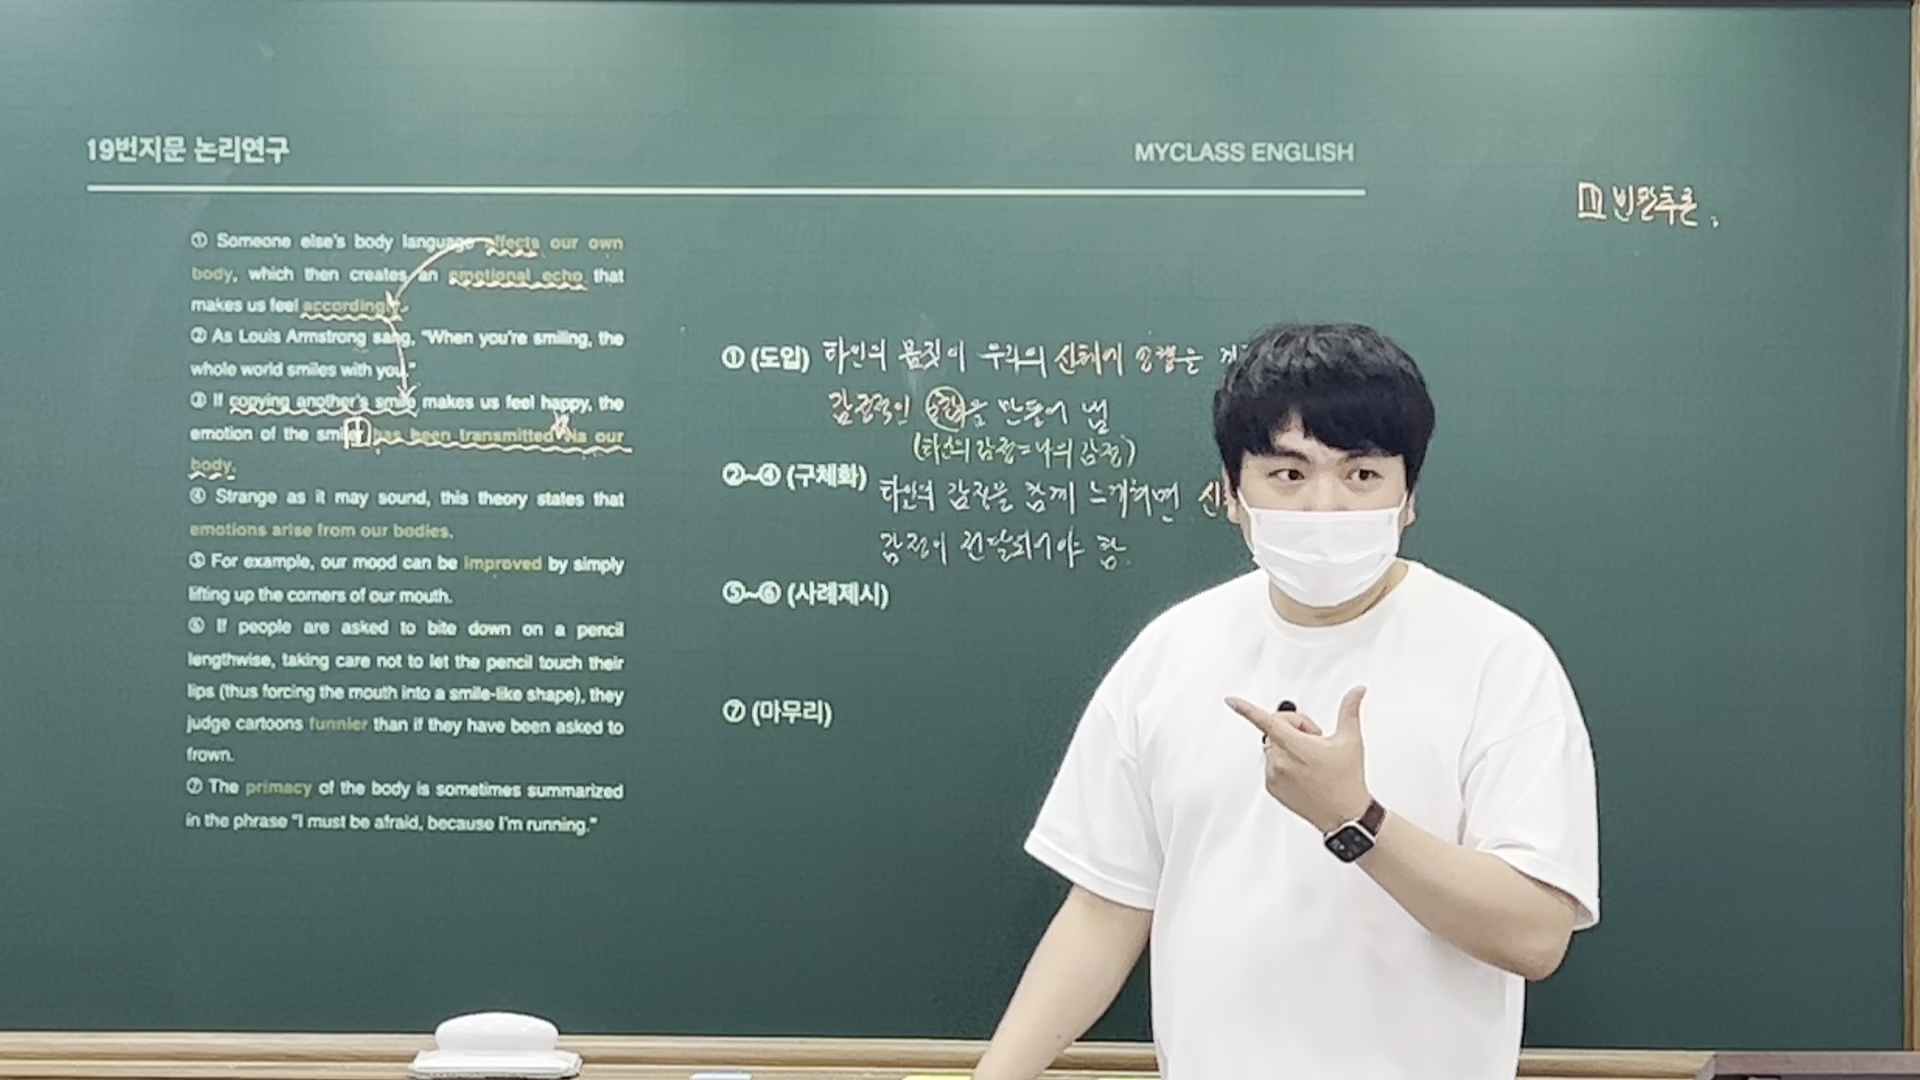 19번지문 논리연구
MYCLASS ENGLISH
① Someone else's body language affects our own
body, which then creates an emotional echo that
makes us feel accordingly.
② As Louis Armstrong sang, "When you're smiling, the
whole world smiles with you."
③ If copying another's smile makes us feel happy, the
emotion of the smiler has been transmitted via our
body.
④ Strange as it may sound, this theory states that
emotions arise from our bodies.
⑤ For example, our mood can be improved by simply
lifting up the corners of our mouth.
⑥ If people are asked to bite down on a pencil
lengthwise, taking care not to let the pencil touch their
lips (thus forcing the mouth into a smile-like shape), they
judge cartoons funnier than if they have been asked to
frown.
⑦ The primacy of the body is sometimes summarized
in the phrase "I must be afraid, because I'm running."
① (도입) 타인의 몸짓이 우리의 신체에 영향을
감정적인 을 만들어 냄
(타인의 감정=나의 감정)
②~④ (구체화) 타인의 감정을 함께 느끼려면
감정이 전달되어야 함.
⑤~⑥ (사례제시)
⑦ (마무리)
1 빈칸추론.